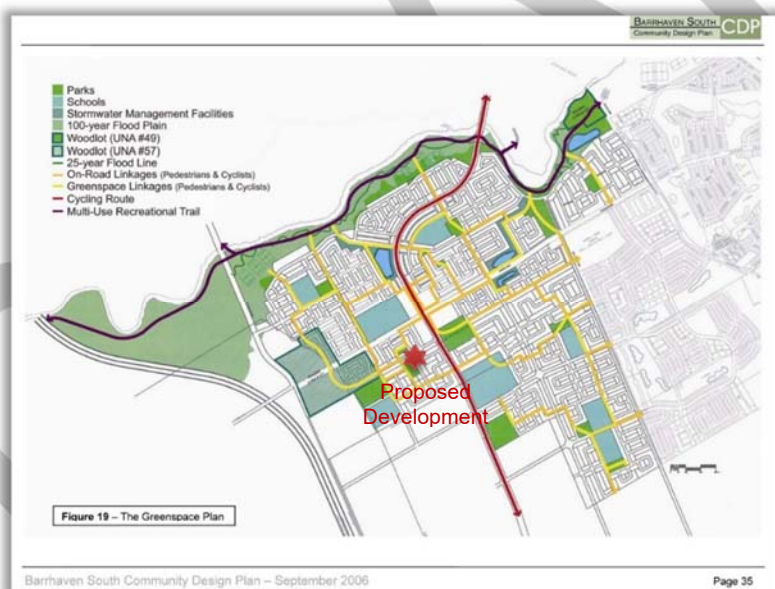 BARRHAVEN SOUTH
Community Design Plan
CDP
Parks
Schools
Stormwater Management Facilities
100-year Flood Plain
Woodlot (UNA #49)
Woodlot (UNA #57)
25-year Flood Line
On-Road Linkages (Pedestrians & Cyclists)
Greenspace Linkages (Pedestrians & Cyclists)
Cycling Route
Multi-Use Recreational Trail
Proposed
Development
Figure 19 – The Greenspace Plan
Barrhaven South Community Design Plan – September 2006
Page 35